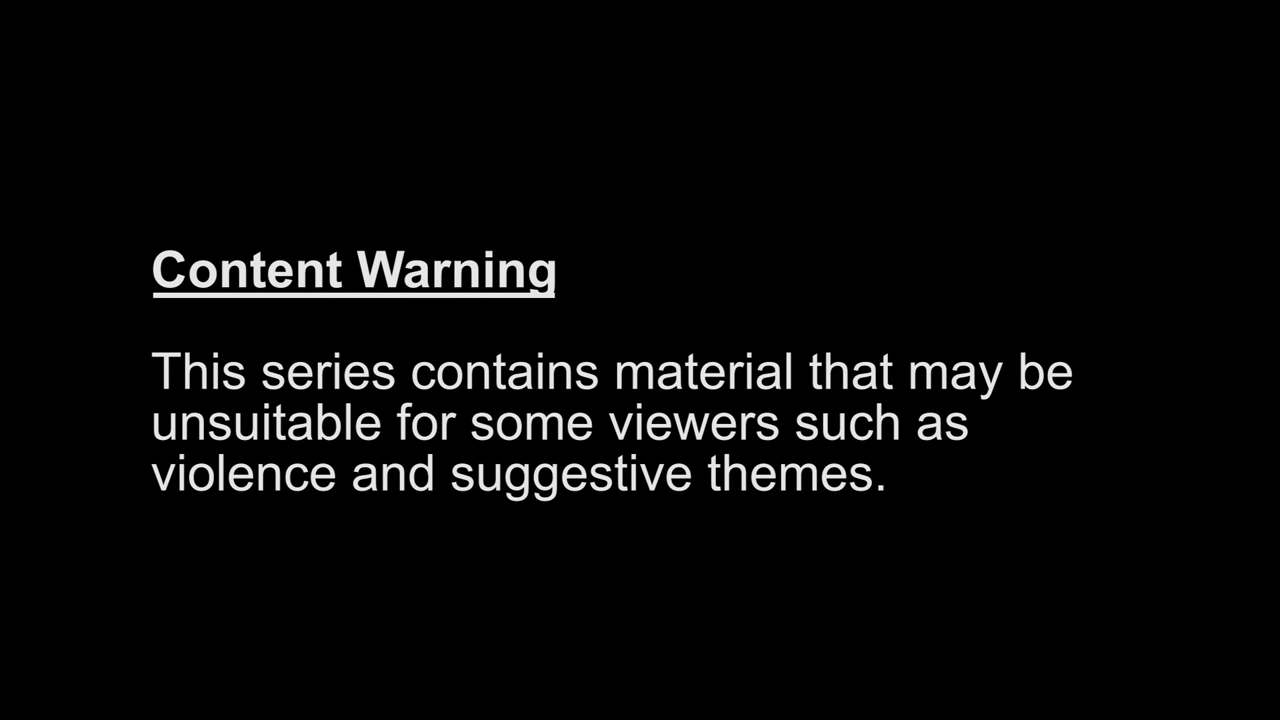 Content Warning
This series contains material that may be
unsuitable for some viewers such as
violence and suggestive themes.